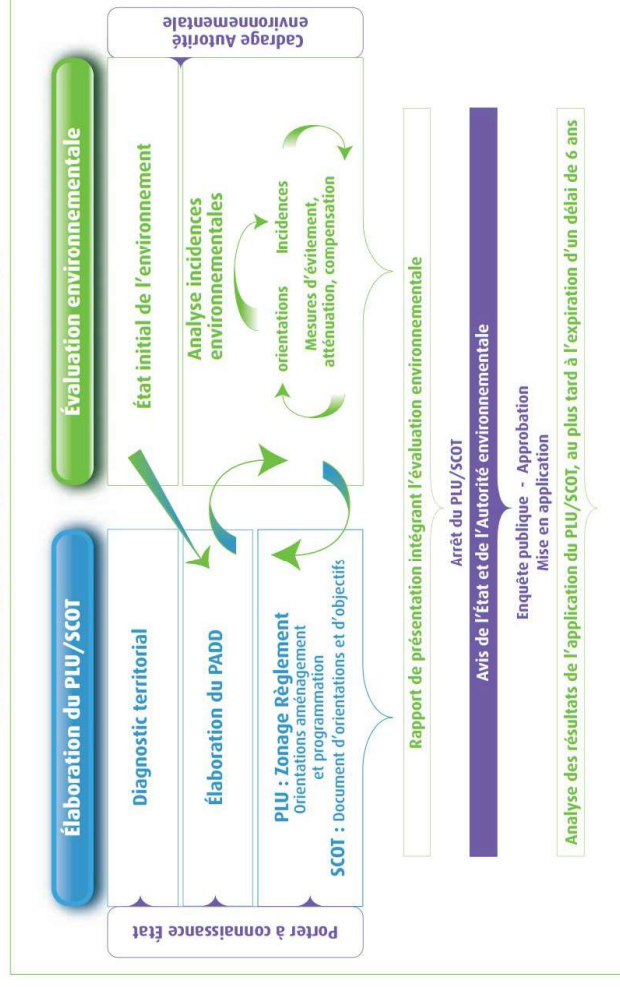 Élaboration du PLU/SCOT
Évaluation environnementale
Porter à connaissance État
Diagnostic territorial
Élaboration du PADD
PLU : Zonage Règlement
Orientations aménagement
et programmation
SCOT : Document d'orientations et d'objectifs
État initial de l'environnement
Analyse incidences
environnementales
orientations
Incidences
Mesures d'évitement,
atténuation, compensation
Cadrage Autorité
environnementale
Rapport de présentation intégrant l'évaluation environnementale
Arrêt du PLU/SCOT
Avis de l'État et de l'Autorité environnementale
Enquête publique - Approbation
Mise en application
Analyse des résultats de l'application du PLU/SCOT, au plus tard à l'expiration d'un délai de 6 ans